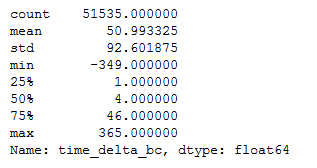 count    51535.000000
mean        50.993325
std         92.601875
min       -349.000000
25%          1.000000
50%          4.000000
75%         46.000000
max        365.000000
Name: time_delta_bc, dtype: float64